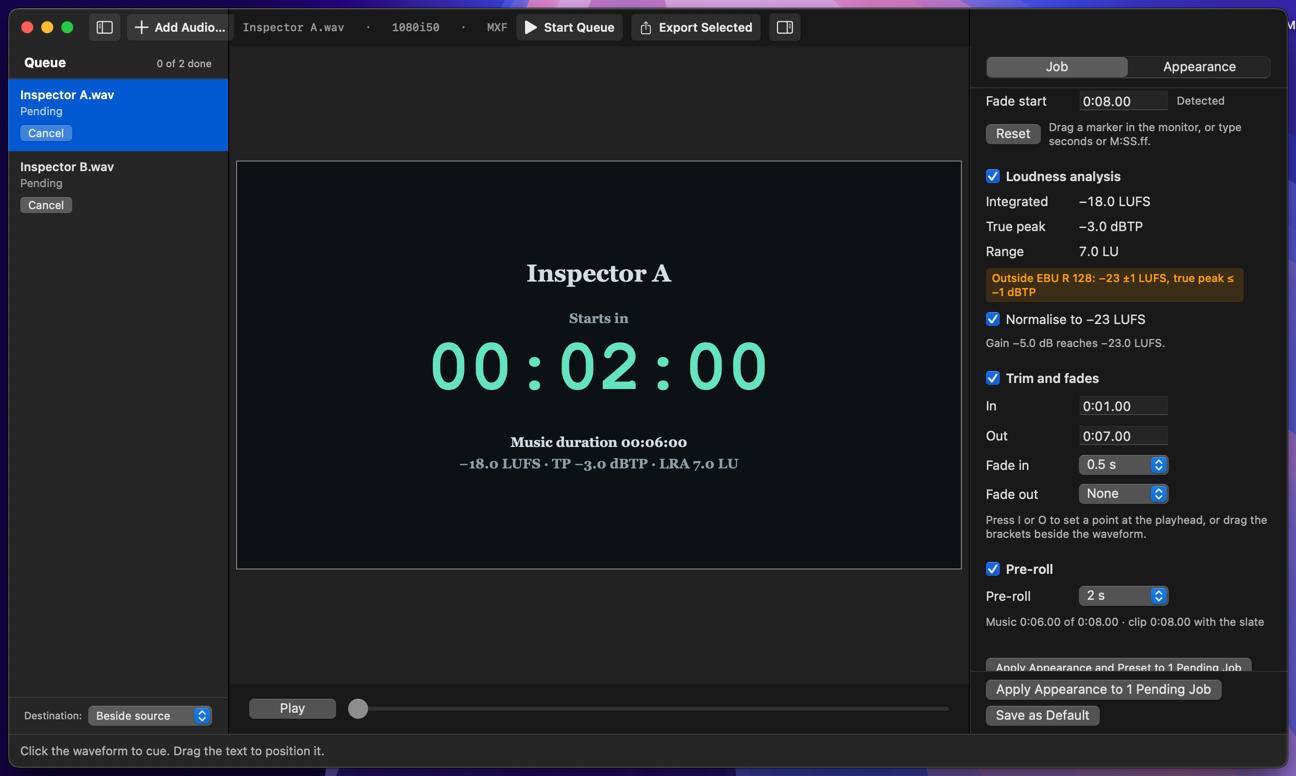 Add Audio...
Inspector A.wav · 1080i50 · MXF
Start Queue
Export Selected
Queue
0 of 2 done
Inspector A.wav
Pending
Cancel
Inspector B.wav
Pending
Cancel
Destination:
Beside source
Inspector A
Starts in
00:02:00
Music duration 00:06:00
−18.0 LUFS · TP −3.0 dBTP · LRA 7.0 LU
Play
Job
Appearance
Fade start
0:08.00
Detected
Reset
Drag a marker in the monitor, or type
seconds or M:SS.ff.
Loudness analysis
Integrated
−18.0 LUFS
True peak
−3.0 dBTP
Range
7.0 LU
Outside EBU R 128: −23 ±1 LUFS, true peak ≤
−1 dBTP
Normalise to −23 LUFS
Gain −5.0 dB reaches −23.0 LUFS.
Trim and fades
In
0:01.00
Out
0:07.00
Fade in
0.5 s
Fade out
None
Press I or O to set a point at the playhead, or drag the
brackets beside the waveform.
Pre-roll
Pre-roll
2 s
Music 0:06.00 of 0:08.00 · clip 0:08.00 with the slate
Apply Appearance and Preset to 1 Pending Job
Apply Appearance to 1 Pending Job
Save as Default
Click the waveform to cue. Drag the text to position it.